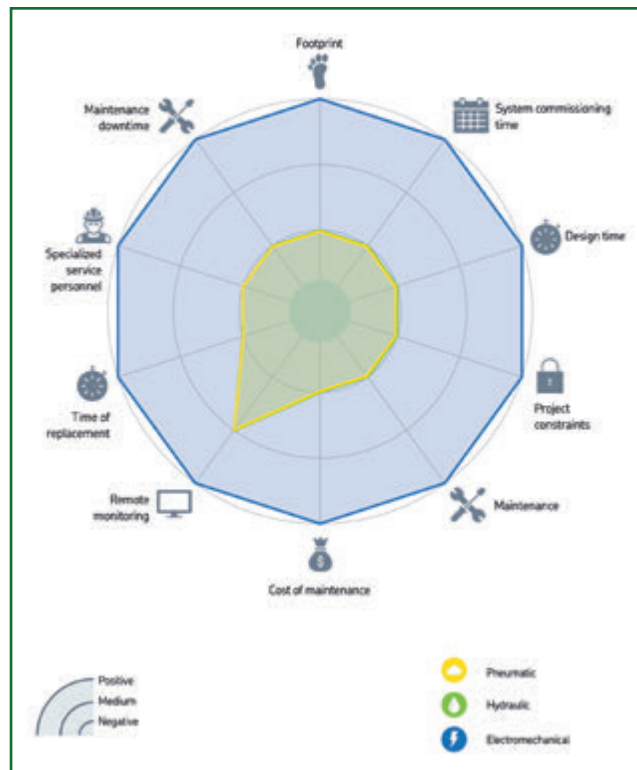 Footprint
Maintenance
downtime
System commissioning
time
Specialized
service
personnel
Design time
Time of
replacement
Project
constraints
Remote
monitoring
Maintenance
$
Cost of maintenance
Positive
Medium
Negative
Pneumatic
Hydraulic
Electromechanical